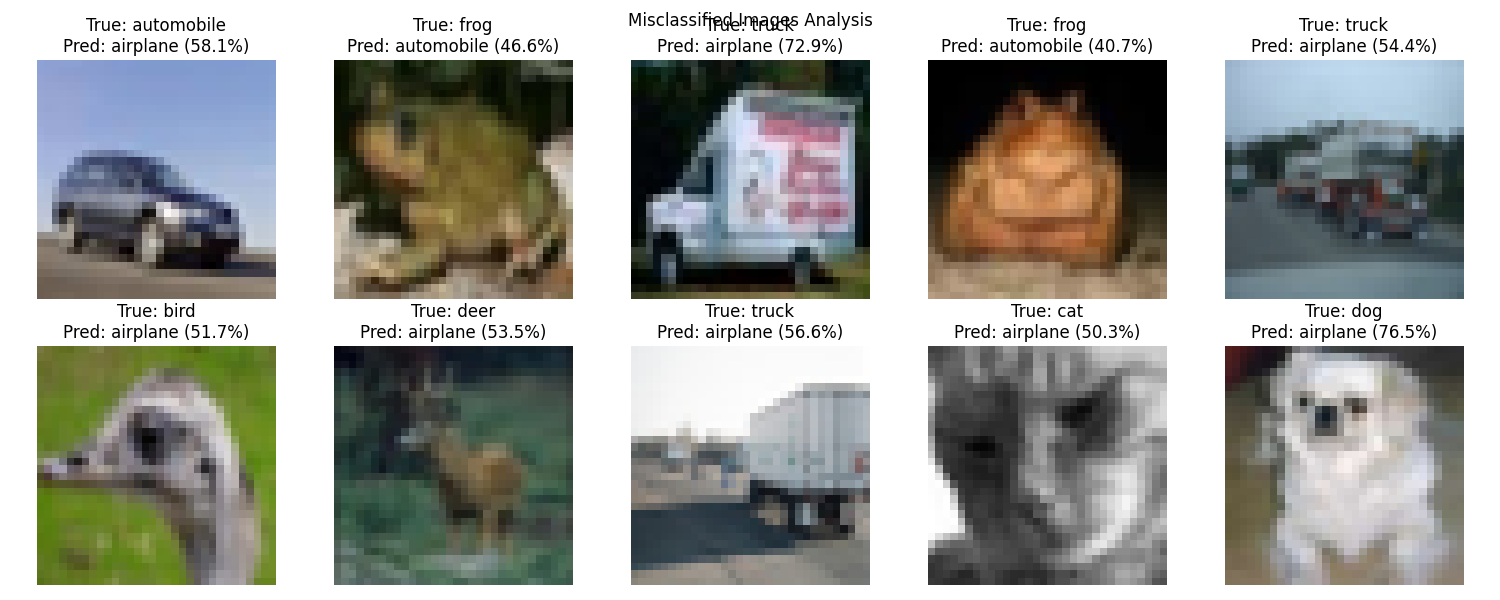 Misclassified Images Analysis
True: automobile
Pred: airplane (58.1%)
True: frog
Pred: automobile (46.6%)
True: truck
Pred: airplane (72.9%)
True: frog
Pred: automobile (40.7%)
True: truck
Pred: airplane (54.4%)
True: bird
Pred: airplane (51.7%)
True: deer
Pred: airplane (53.5%)
True: truck
Pred: airplane (56.6%)
True: cat
Pred: airplane (50.3%)
True: dog
Pred: airplane (76.5%)